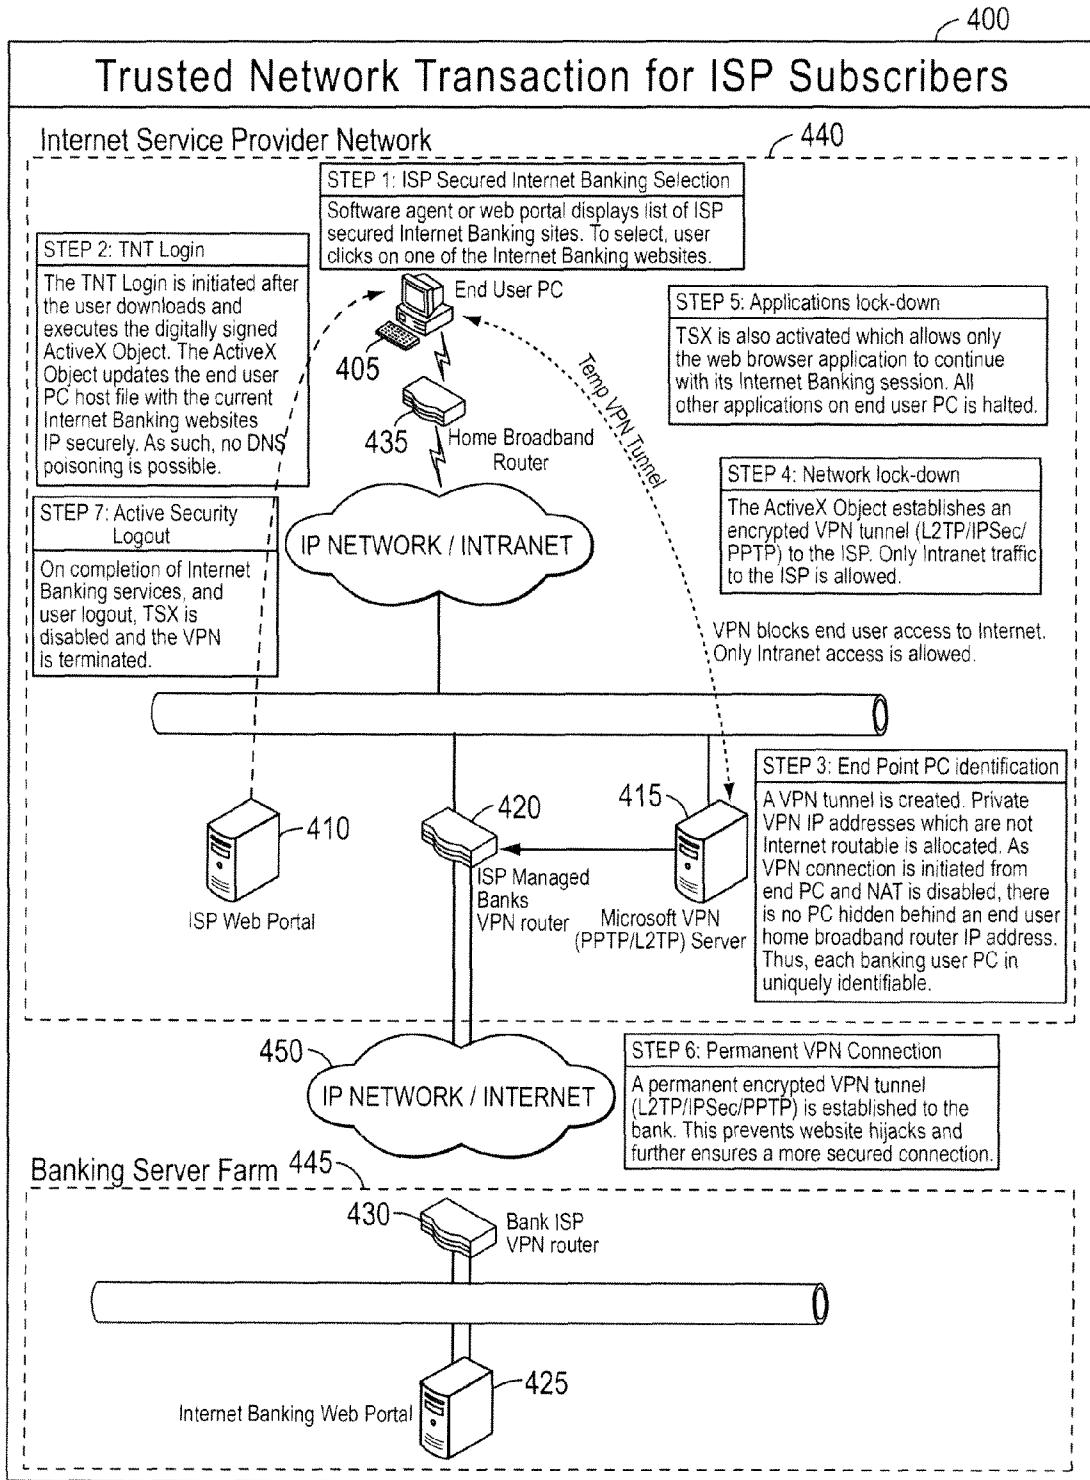 400
Trusted Network Transaction for ISP Subscribers
Internet Service Provider Network
440
STEP 1: ISP Secured Internet Banking Selection
Software agent or web portal displays list of ISP
secured Internet Banking sites. To select, user
clicks on one of the Internet Banking websites.
STEP 2: TNT Login
The TNT Login is initiated after
the user downloads and
executes the digitally signed
ActiveX Object. The ActiveX
Object updates the end user
PC host file with the current
Internet Banking websites
IP securely. As such, no DNS
poisoning is possible.
End User PC
405
435
Home Broadband
Router
Temp VPN Tunnel
STEP 5: Applications lock-down
TSX is also activated which allows only
the web browser application to continue
with its Internet Banking session. All
other applications on end user PC is halted.
STEP 4: Network lock-down
The ActiveX Object establishes an
encrypted VPN tunnel (L2TP/IPSec/
PPTP) to the ISP. Only Intranet traffic
to the ISP is allowed.
STEP 7: Active Security
Logout
On completion of Internet
Banking services, and
user logout, TSX is
disabled and the VPN
is terminated.
IP NETWORK / INTRANET
VPN blocks end user access to Internet.
Only Intranet access is allowed.
410
ISP Web Portal
420
ISP Managed
Banks
VPN router
415
Microsoft VPN
(PPTP/L2TP) Server
STEP 3: End Point PC identification
A VPN tunnel is created. Private
VPN IP addresses which are not
Internet routable is allocated. As
VPN connection is initiated from
end PC and NAT is disabled, there
is no PC hidden behind an end user
home broadband router IP address.
Thus, each banking user PC in
uniquely identifiable.
450
IP NETWORK / INTERNET
STEP 6: Permanent VPN Connection
A permanent encrypted VPN tunnel
(L2TP/IPSec/PPTP) is established to the
bank. This prevents website hijacks and
further ensures a more secured connection.
Banking Server Farm
445
430
Bank ISP
VPN router
425
Internet Banking Web Portal